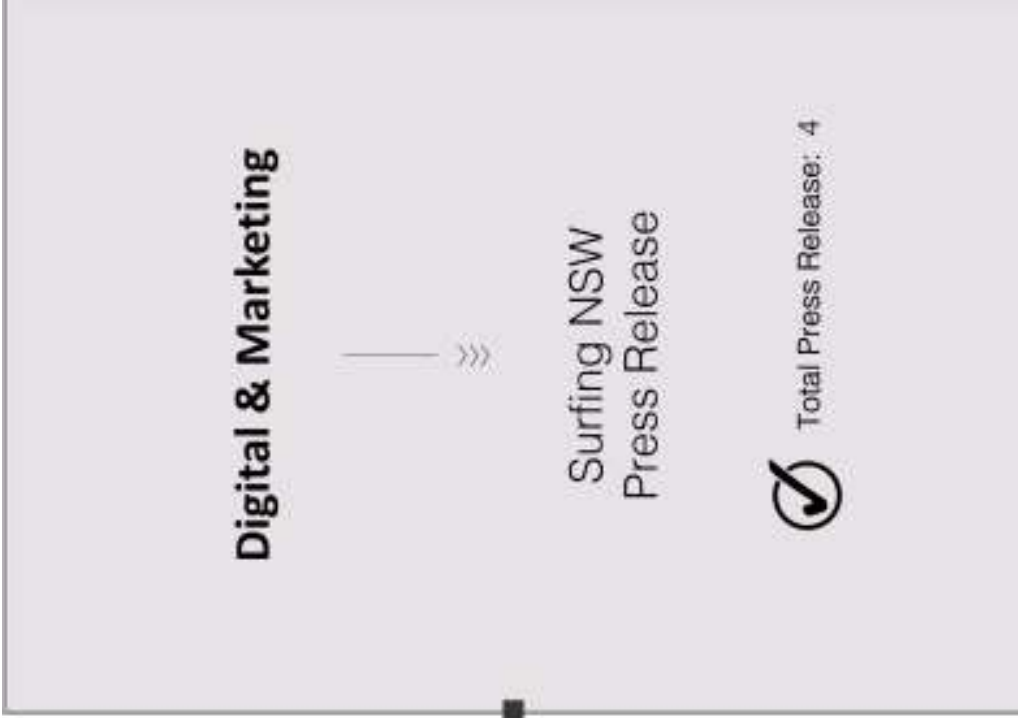 Digital & Marketing
Surfing NSW
Press Release
Total Press Release: 4